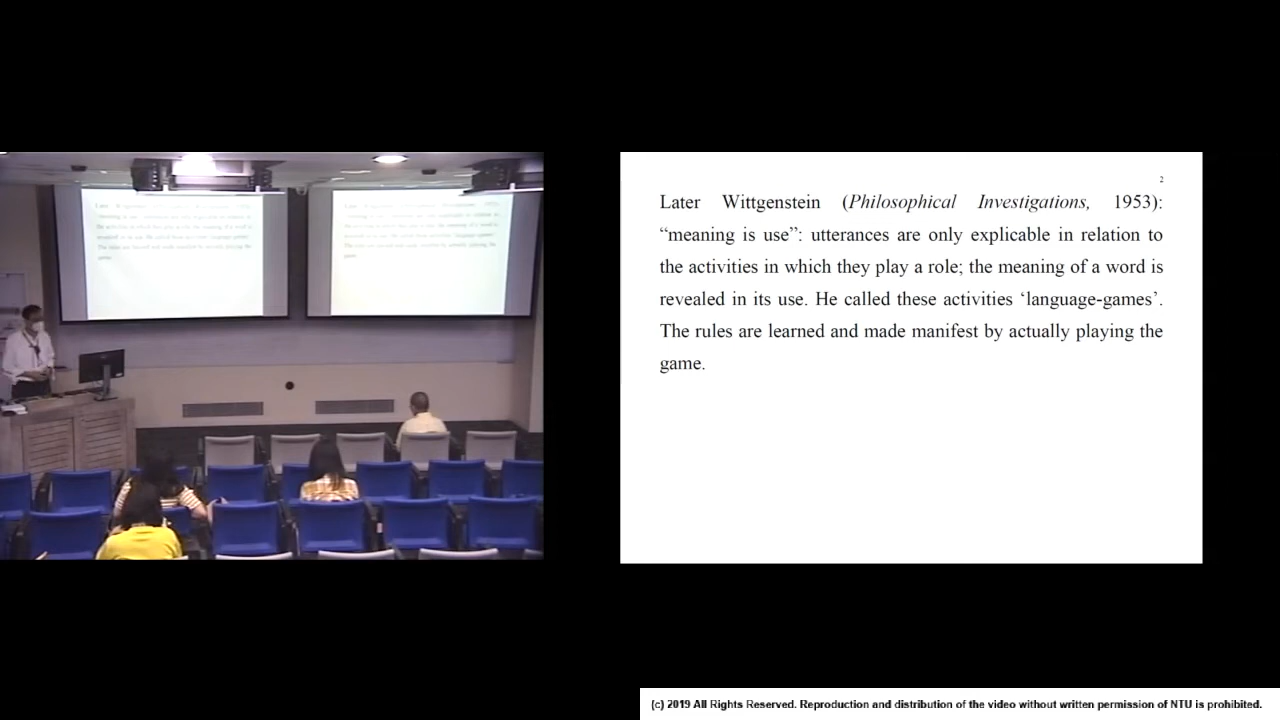 2
Later Wittgenstein (Philosophical Investigations, 1953):
“meaning is use”: utterances are only explicable in relation to
the activities in which they play a role; the meaning of a word is
revealed in its use. He called these activities ‘language-games’.
The rules are learned and made manifest by actually playing the
game.
(c) 2019 All Rights Reserved. Reproduction and distribution of the video without written permission of NTU is prohibited.